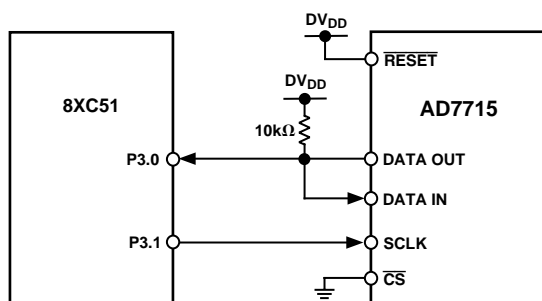 DVDD
RESET
DVDD
8XC51
AD7715
10kΩ
P3.0
DATA OUT
DATA IN
P3.1
SCLK
CS